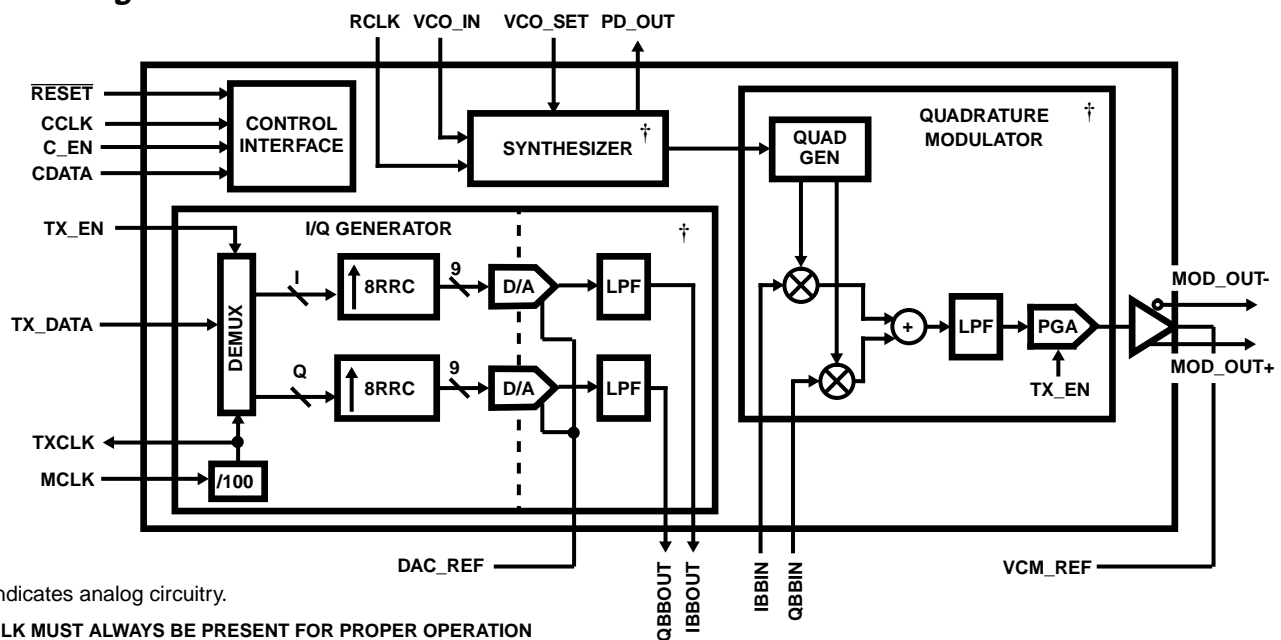 RCLK VCO_IN VCO_SET PD_OUT
RESET
CCLK
C_EN
CDATA
CONTROL
INTERFACE
SYNTHESIZER †
QUADRATURE
MODULATOR
†
QUAD
GEN
TX_EN
I/Q GENERATOR †
TX_DATA
DEMUX
I
8RRC
9
D/A
LPF
Q
8RRC
9
D/A
LPF
+
LPF
PGA
TX_EN
MOD_OUT-
MOD_OUT+
TXCLK
MCLK
/100
DAC_REF
QBBOUT
IBBOUT
IBBIN
QBBIN
VCM_REF
ndicates analog circuitry.
LK MUST ALWAYS BE PRESENT FOR PROPER OPERATION